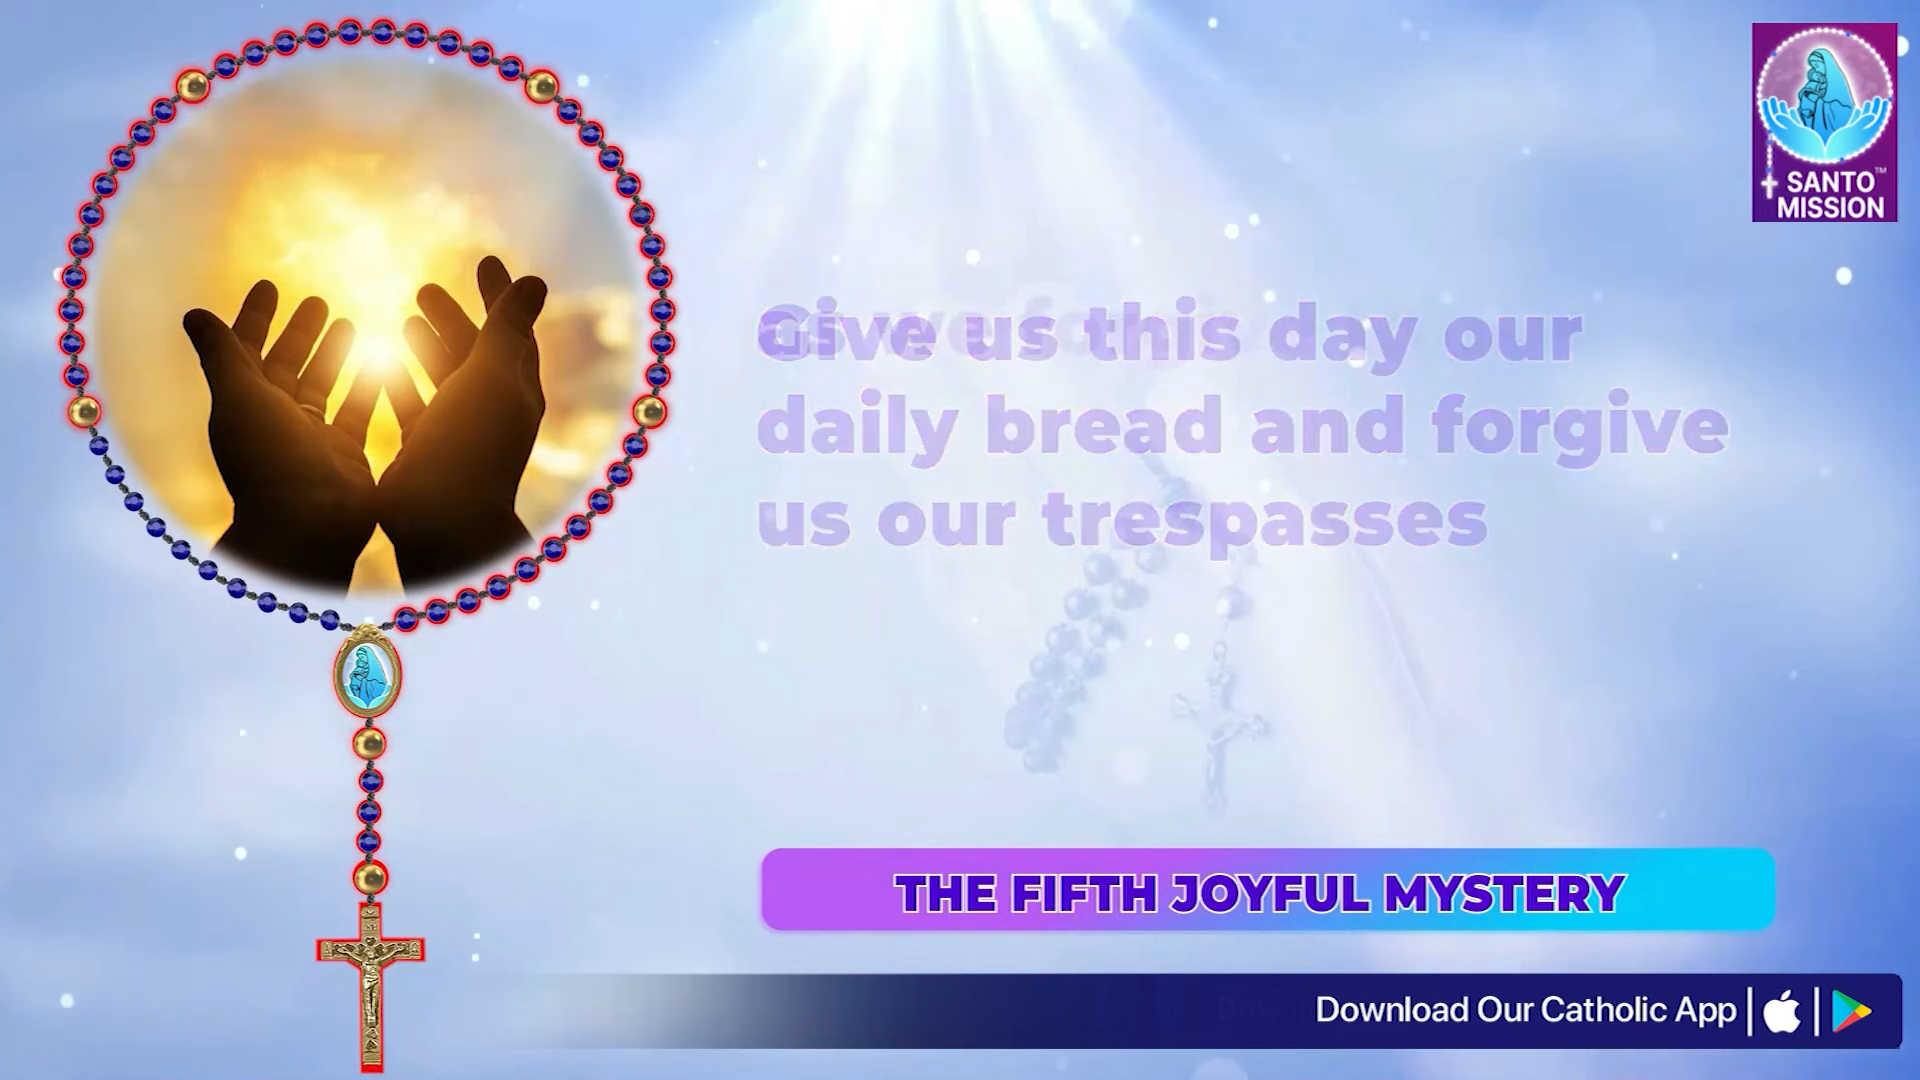 SANTO™
MISSION
Give us this day our
daily bread and forgive
us our trespasses
THE FIFTH JOYFUL MYSTERY
Download Our Catholic App